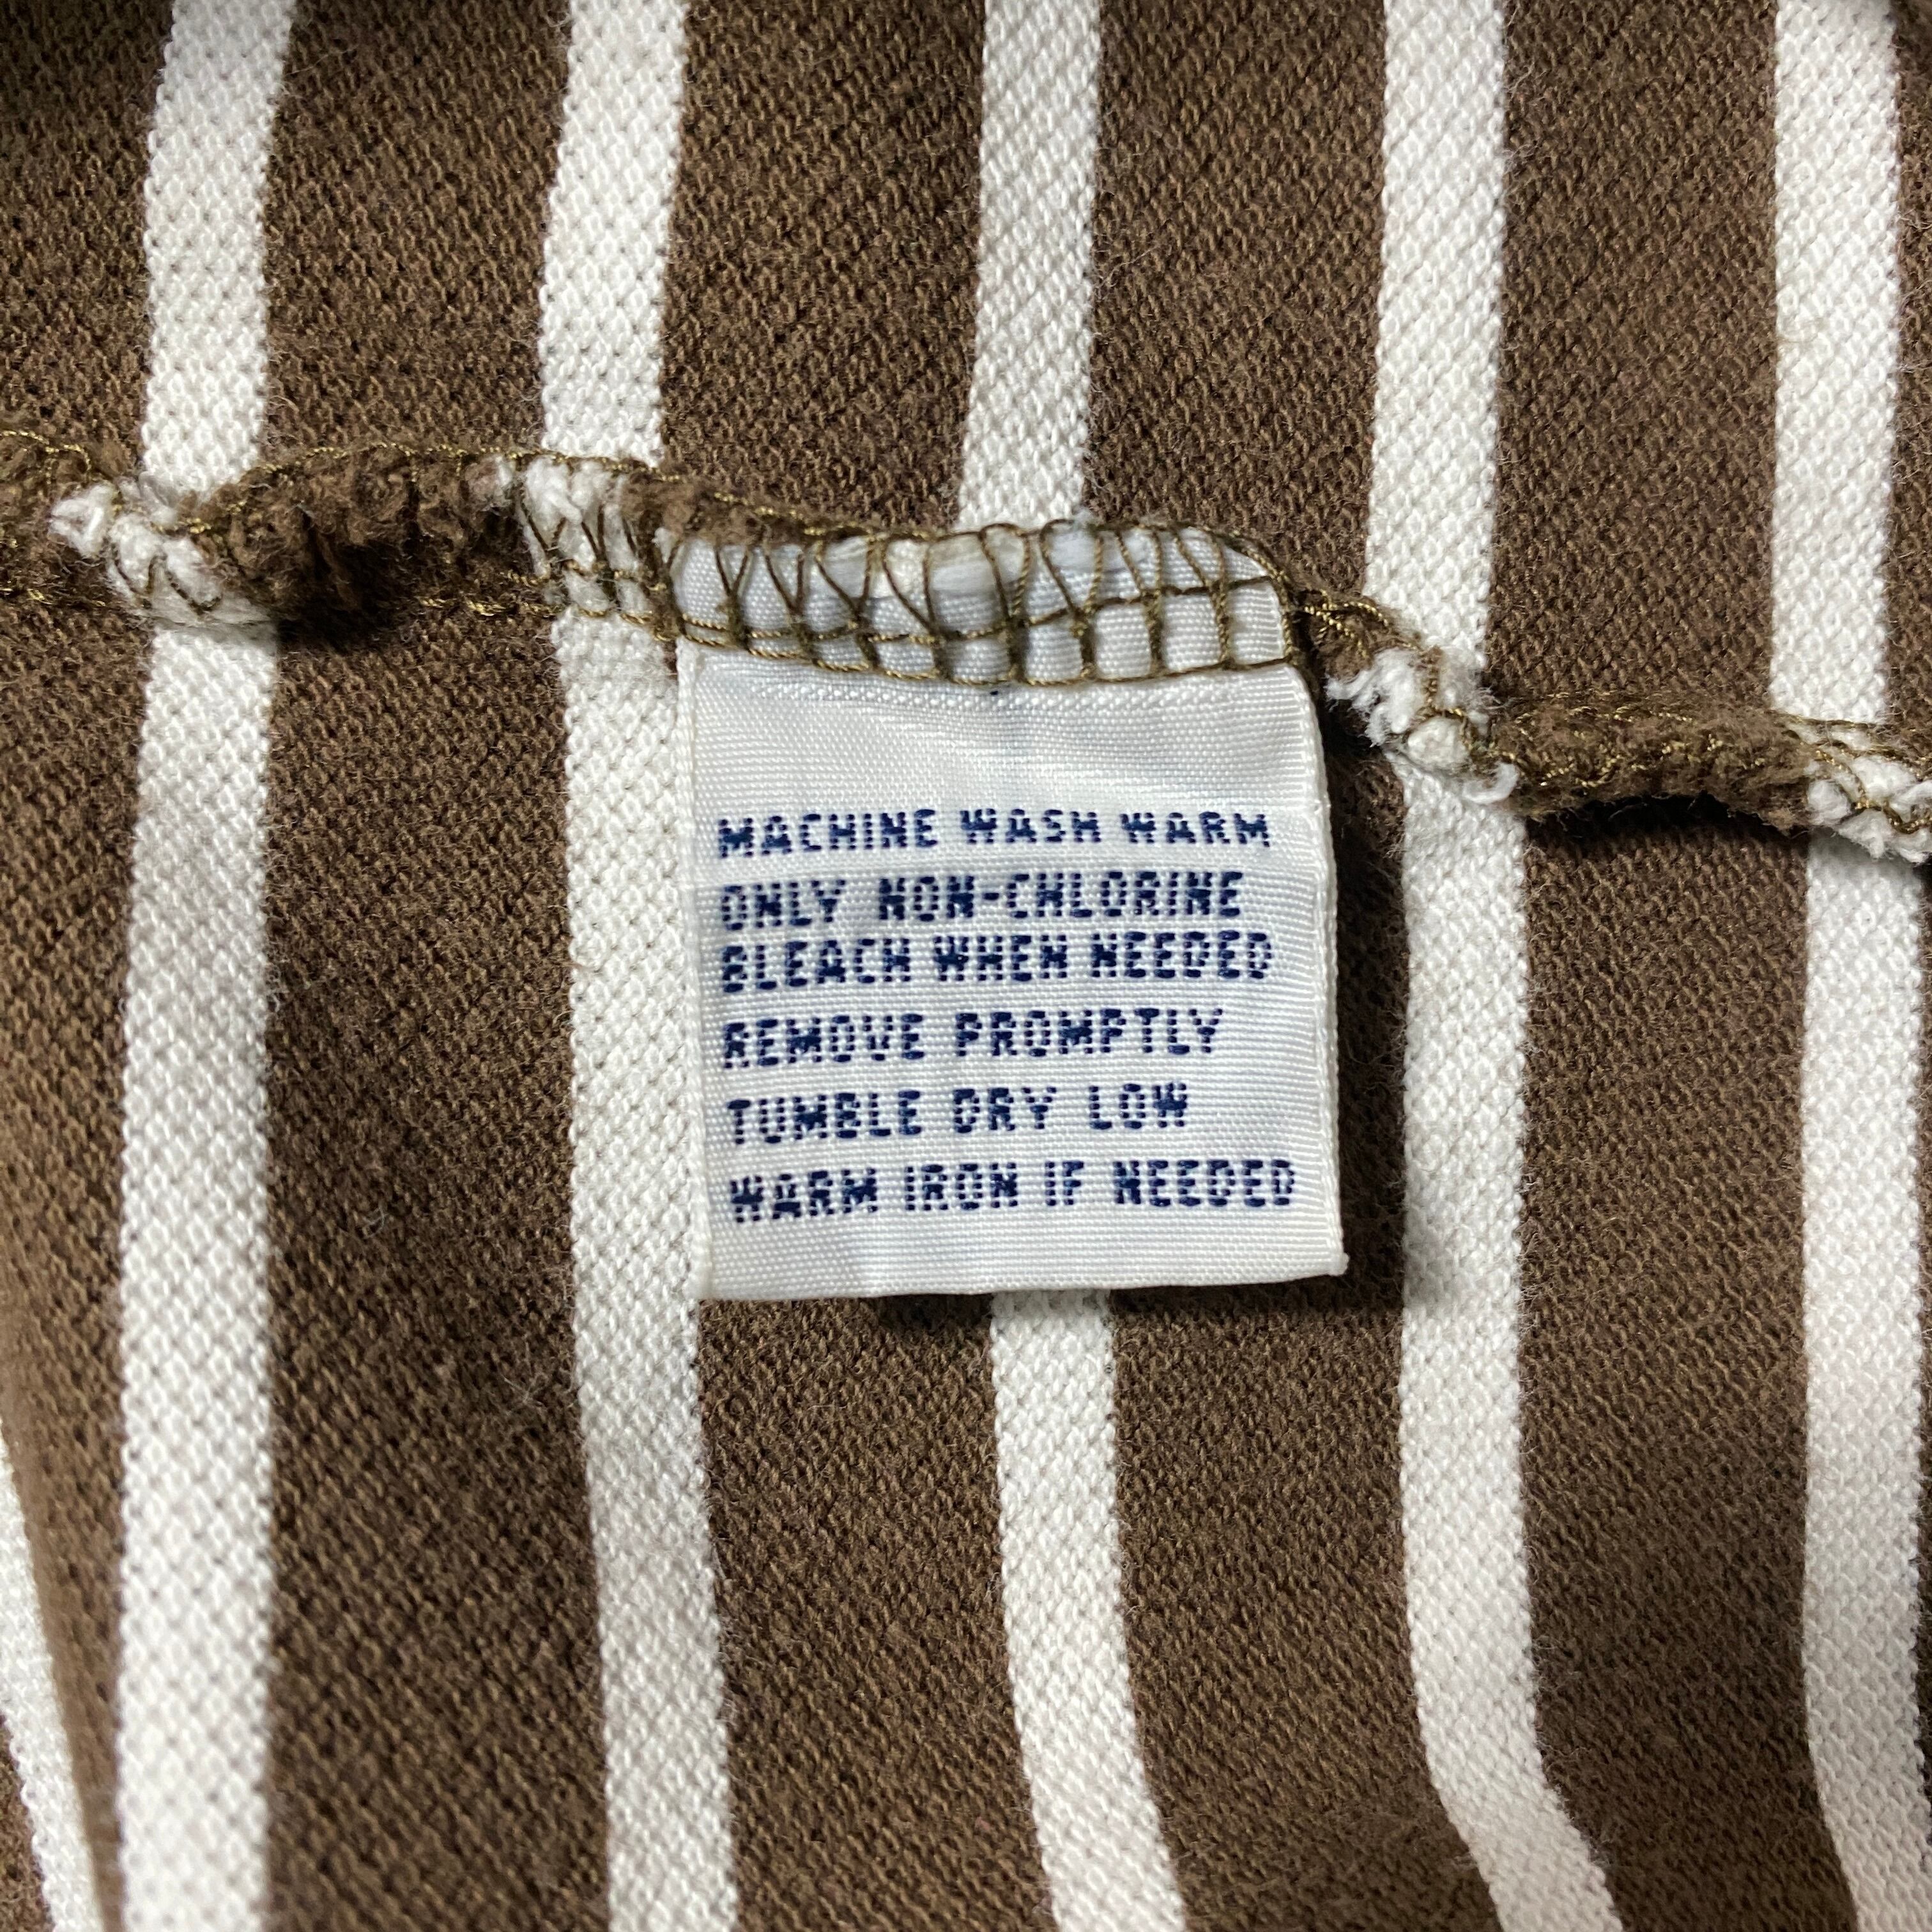 MACHINE WASH WARM
ONLY NON-CHLORINE
BLEACH WHEN NEEDED
REMOVE PROMPTLY
TUMBLE DRY LOW
WARM IRON IF NEEDED